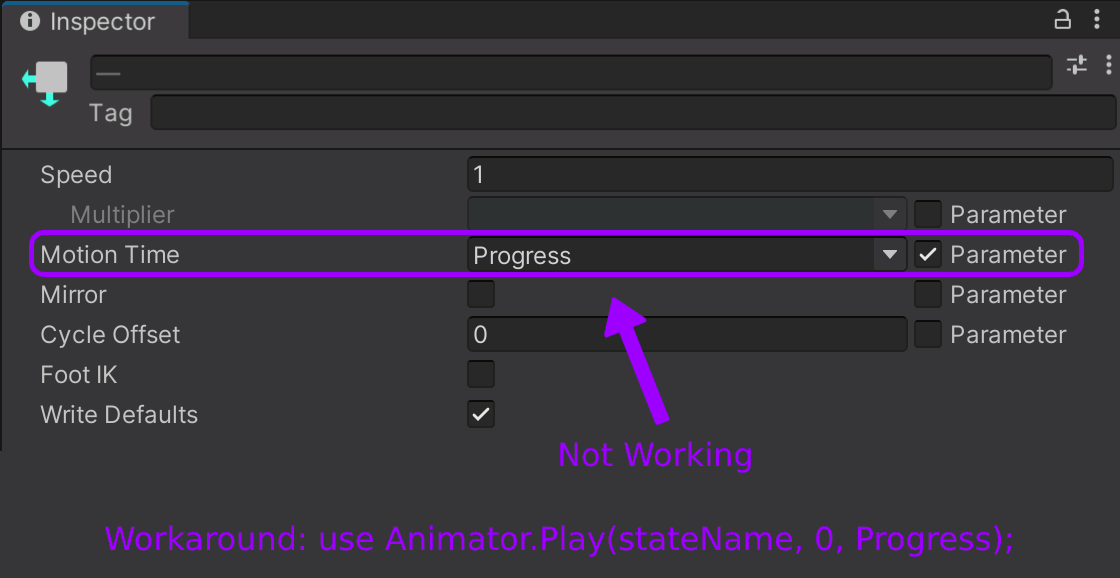 Inspector
—
Tag
Speed 1
Multiplier Parameter
Motion Time Progress Parameter
Mirror Parameter
Cycle Offset 0 Parameter
Foot IK
Write Defaults
Not Working
Workaround: use Animator.Play(stateName, 0, Progress);